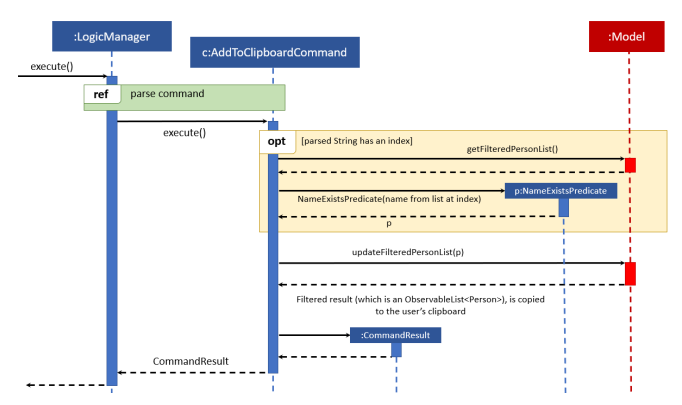 :LogicManager
:Model
c:AddToClipboardCommand
execute()
ref
parse command
execute()
opt
[parsed String has an index]
getFilteredPersonList()
p:NameExistsPredicate
NameExistsPredicate(name from list at index)
p
updateFilteredPersonList(p)
Filtered result (which is an ObservableList<Person>), is copied
to the user's clipboard
:CommandResult
CommandResult